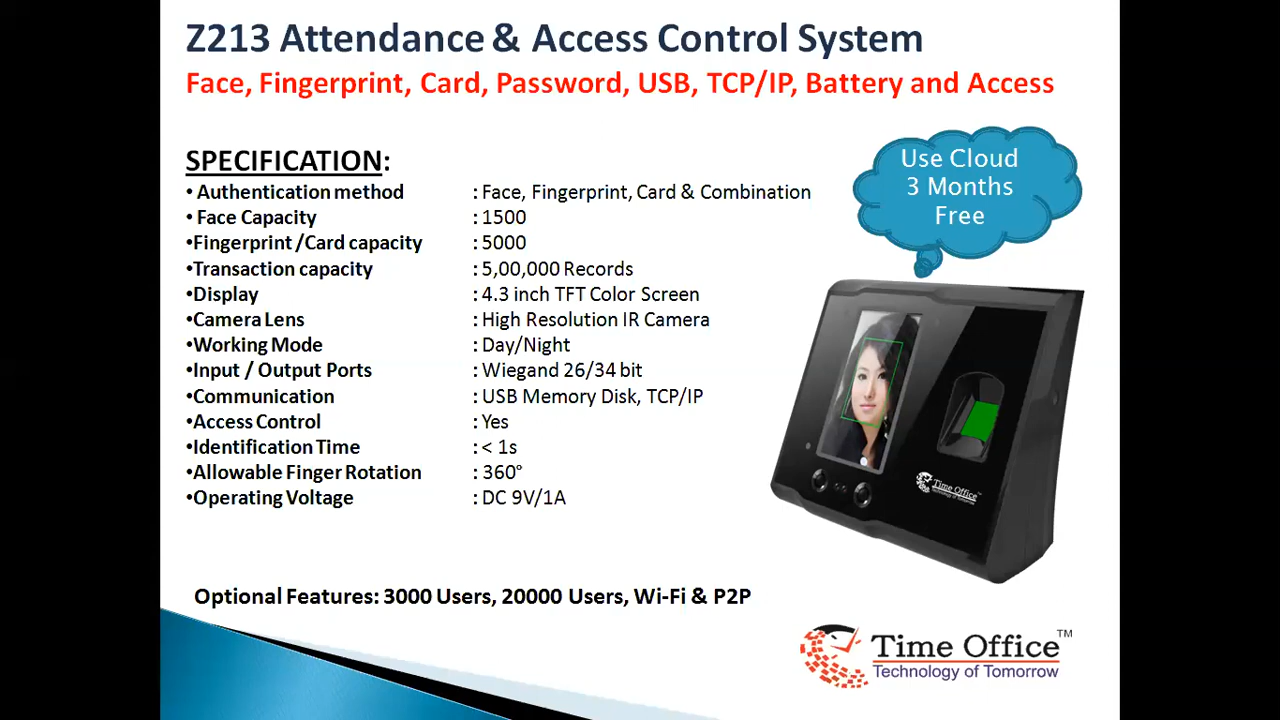 Z213 Attendance & Access Control System
Face, Fingerprint, Card, Password, USB, TCP/IP, Battery and Access
SPECIFICATION:
• Authentication method : Face, Fingerprint, Card & Combination
• Face Capacity : 1500
•Fingerprint /Card capacity : 5000
•Transaction capacity : 5,00,000 Records
•Display : 4.3 inch TFT Color Screen
•Camera Lens : High Resolution IR Camera
•Working Mode : Day/Night
•Input / Output Ports : Wiegand 26/34 bit
•Communication : USB Memory Disk, TCP/IP
•Access Control : Yes
•Identification Time : < 1s
•Allowable Finger Rotation : 360°
•Operating Voltage : DC 9V/1A
Use Cloud
3 Months
Free
Time Office™
Technology of Tomorrow
Optional Features: 3000 Users, 20000 Users, Wi-Fi & P2P
Time Office™
Technology of Tomorrow